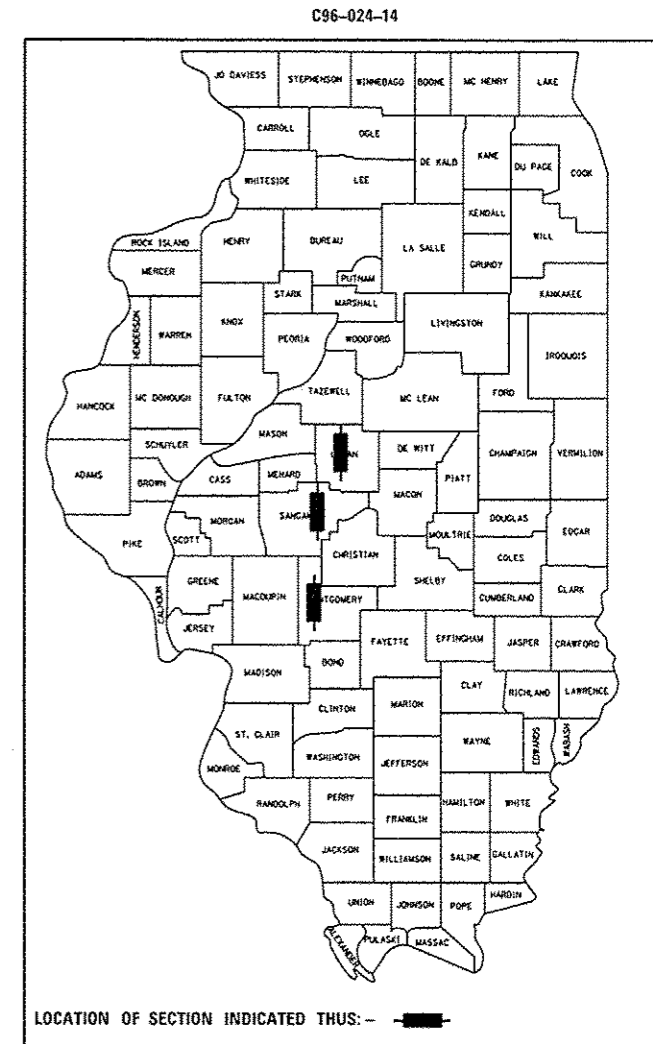 C96-024-14
JO DAVIESS STEPHENSON WINNEBAGO BOONE MC HENRY LAKE
CARROLL OGLE DE KALB KANE DU PAGE COOK
WHITESIDE LEE KENDALL WILL
ROCK ISLAND HENRY BUREAU LA SALLE GRUNDY
MERCER PUTNAM KANKAKEE
STARK MARSHALL
HENDERSON WARREN KNOX PEORIA WOODFORD LIVINGSTON IROQUOIS
HANCOCK MC DONOUGH FULTON TAZEWELL MC LEAN FORD
SCHUYLER MASON DE WITT CHAMPAIGN VERMILION
ADAMS BROWN CASS MENARD PIATT
MORGAN MACON
PIKE SCOTT CHRISTIAN MOULTRIE DOUGLAS EDGAR
COLES
GREENE MACOUPIN SHELBY CUMBERLAND CLARK
CALHOUN JERSEY
FAYETTE EFFINGHAM JASPER CRAWFORD
MADISON BOND CLAY RICHLAND LAWRENCE
CLINTON MARION
ST. CLAIR WAYNE EDWARDS WABASH
WASHINGTON JEFFERSON
MONROE
RANDOLPH PERRY HAMILTON WHITE
FRANKLIN
JACKSON WILLIAMSON SALINE GALLATIN
UNION JOHNSON POPE HARDIN
ALEXANDER PULASKI MASSAC
LOCATION OF SECTION INDICATED THUS: -